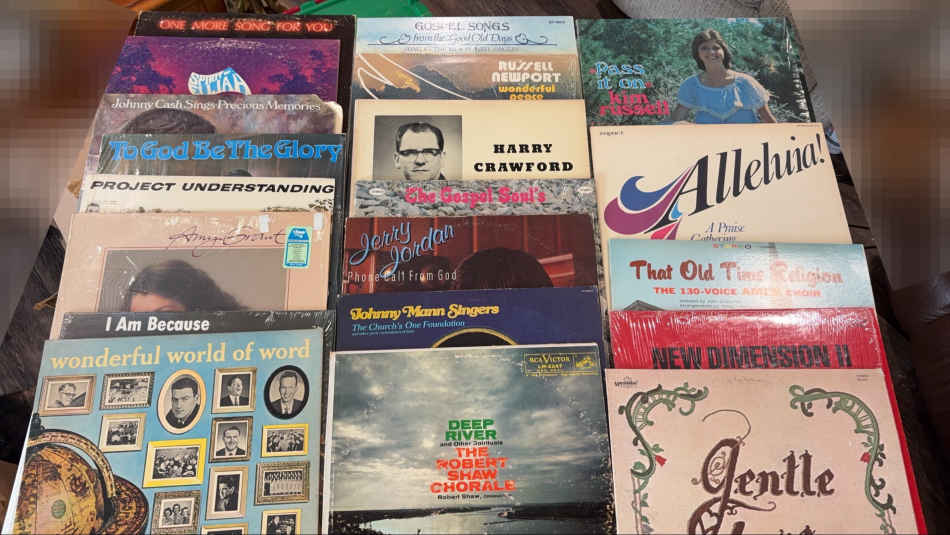 ONE MORE SONG FOR YOU
SPIRIT OF
Johnny Cash Sings Precious Memories
To God Be The Glory
PROJECT UNDERSTANDING
Amy Grant
I Am Because
wonderful world of word
GOSPEL SONGS
from the Good Old Days
RUSSELL
NEWPORT
wonderful
peace
HARRY
CRAWFORD
The Gospel Soul's
Jerry
Jordan
Phone Call From God
Johnny Mann Singers
The Church's One Foundation
RCA VICTOR
DEEP
RIVER
and Other Spirituals
THE
ROBERT
SHAW
CHORALE
Robert Shaw, Conductor
Pass
it on-
kim
russell
Alleluia!
A Praise
Gathering
STEREO
That Old Time Religion
THE 130-VOICE AMEN CHOIR
NEW DIMENSION II
Gentle